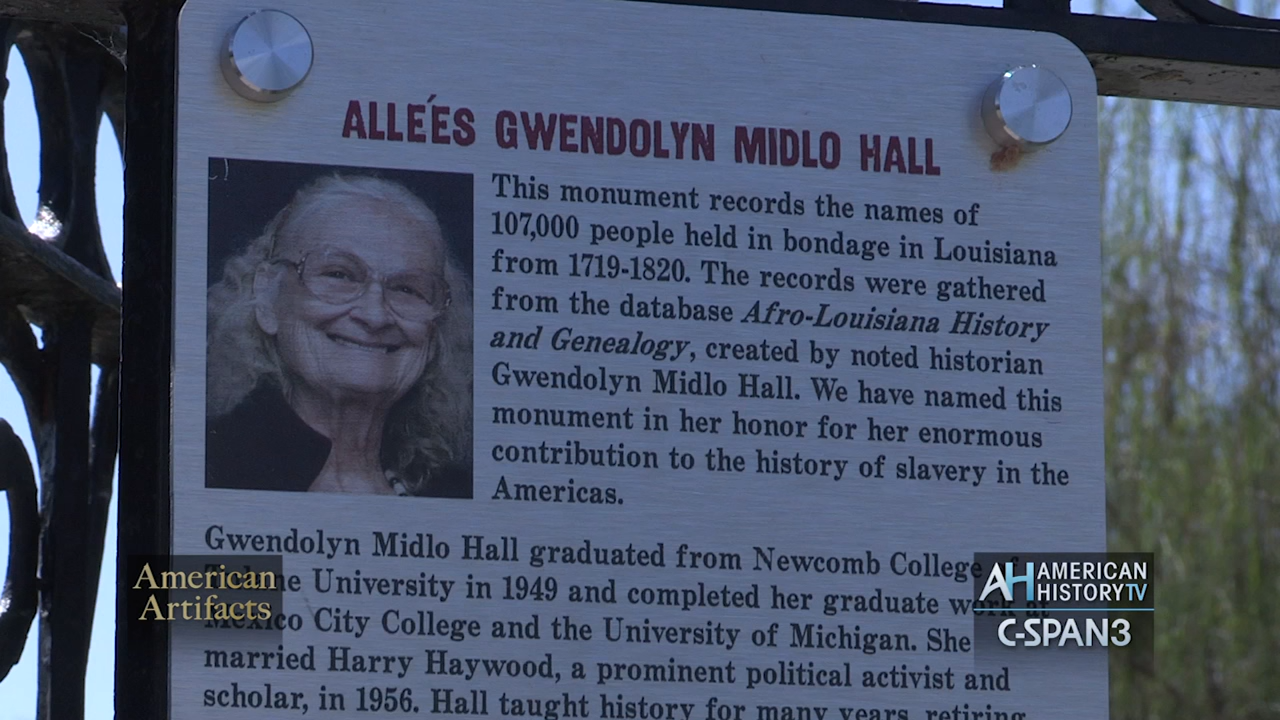 ALLEÉS GWENDOLYN MIDLO HALL
This monument records the names of
107,000 people held in bondage in Louisiana
from 1719-1820. The records were gathered
from the database Afro-Louisiana History
and Genealogy, created by noted historian
Gwendolyn Midlo Hall. We have named this
monument in her honor for her enormous
contribution to the history of slavery in the
Americas.
Gwendolyn Midlo Hall graduated from Newcomb College
University in 1949 and completed her graduate work at
Mexico City College and the University of Michigan. She
married Harry Haywood, a prominent political activist and
scholar, in 1956. Hall taught history for many years, retiring
American
Artifacts
AH AMERICAN
HISTORY TV
C-SPAN3